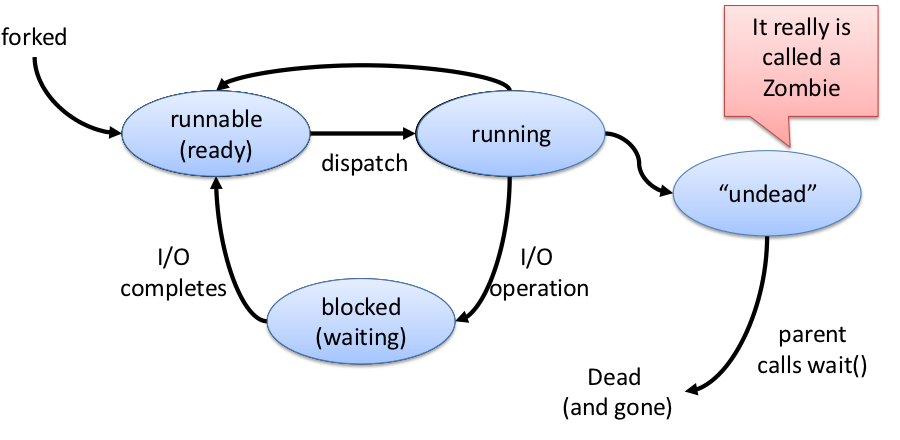 forked
It really is
called a
Zombie
runnable
(ready)
running
dispatch
“undead”
I/O
completes
I/O
operation
blocked
(waiting)
parent
calls wait()
Dead
(and gone)